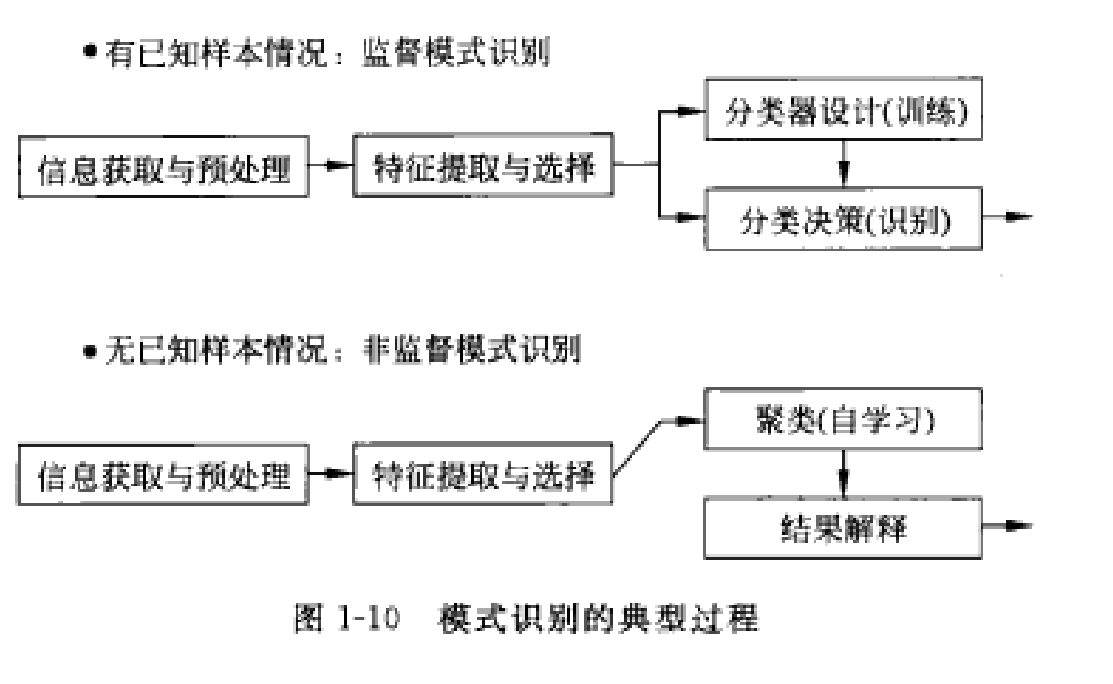 •有已知样本情况：监督模式识别
分类器设计(训练)
信息获取与预处理
特征提取与选择
分类决策(识别)
•无已知样本情况：非监督模式识别
聚类(自学习)
信息获取与预处理
特征提取与选择
结果解释
图 1-10 模式识别的典型过程